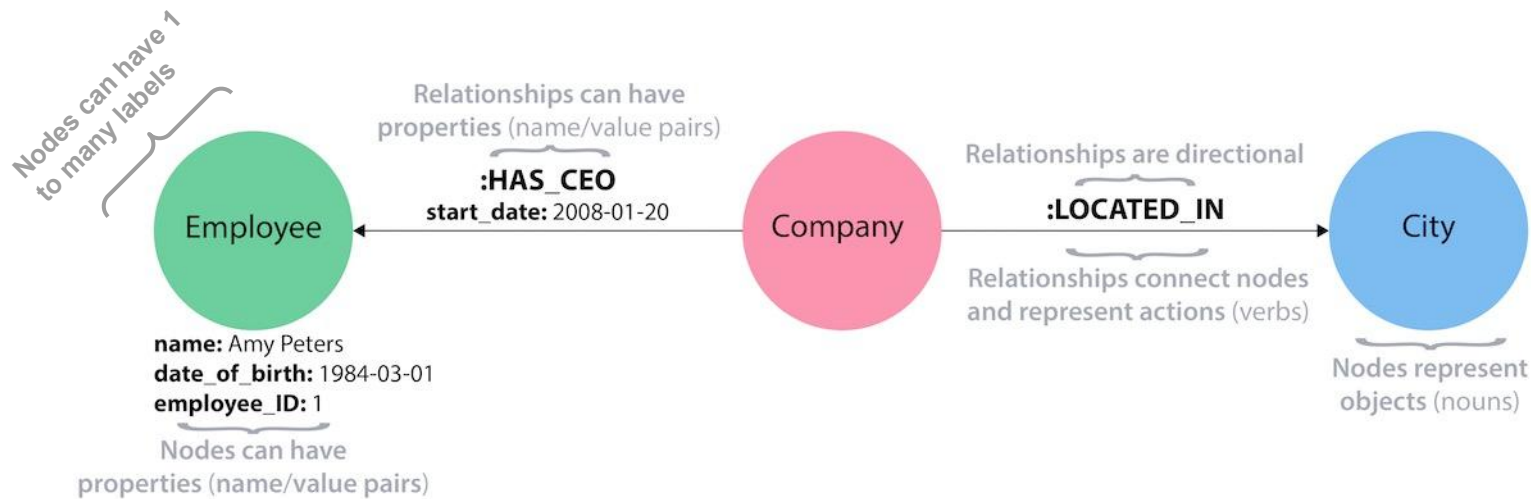 Nodes can have 1
to many labels
Relationships can have
properties (name/value pairs)
:HAS_CEO
start_date: 2008-01-20
Employee
name: Amy Peters
date_of_birth: 1984-03-01
employee_ID: 1
Nodes can have
properties (name/value pairs)
Company
Relationships are directional
:LOCATED_IN
Relationships connect nodes
and represent actions (verbs)
City
Nodes represent
objects (nouns)